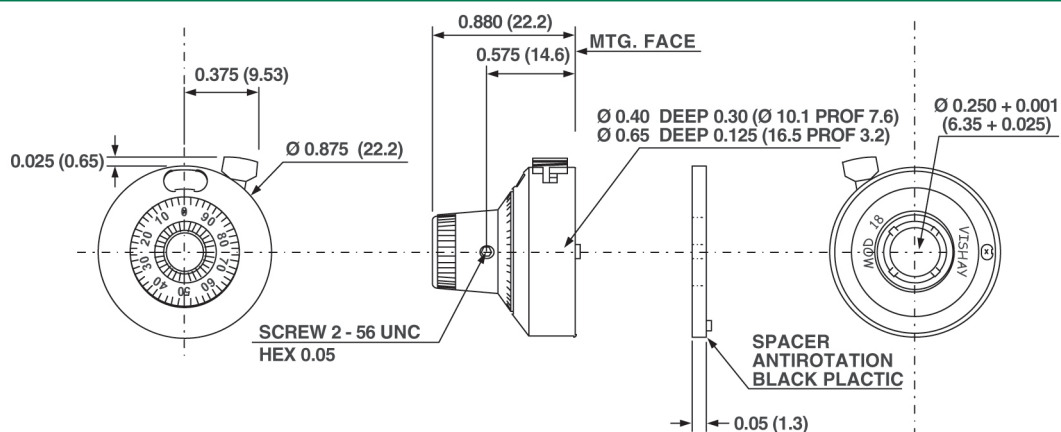 0.880 (22.2)
0.575 (14.6)
MTG. FACE
0.375 (9.53)
0.025 (0.65)
Ø 0.875 (22.2)
Ø 0.40 DEEP 0.30 (Ø 10.1 PROF 7.6)
Ø 0.65 DEEP 0.125 (16.5 PROF 3.2)
Ø 0.250 + 0.001
(6.35 + 0.025)
0
10
20
30
40
50
60
70
80
90
MOD 18
VISHAY
SCREW 2 - 56 UNC
HEX 0.05
SPACER
ANTIROTATION
BLACK PLACTIC
0.05 (1.3)